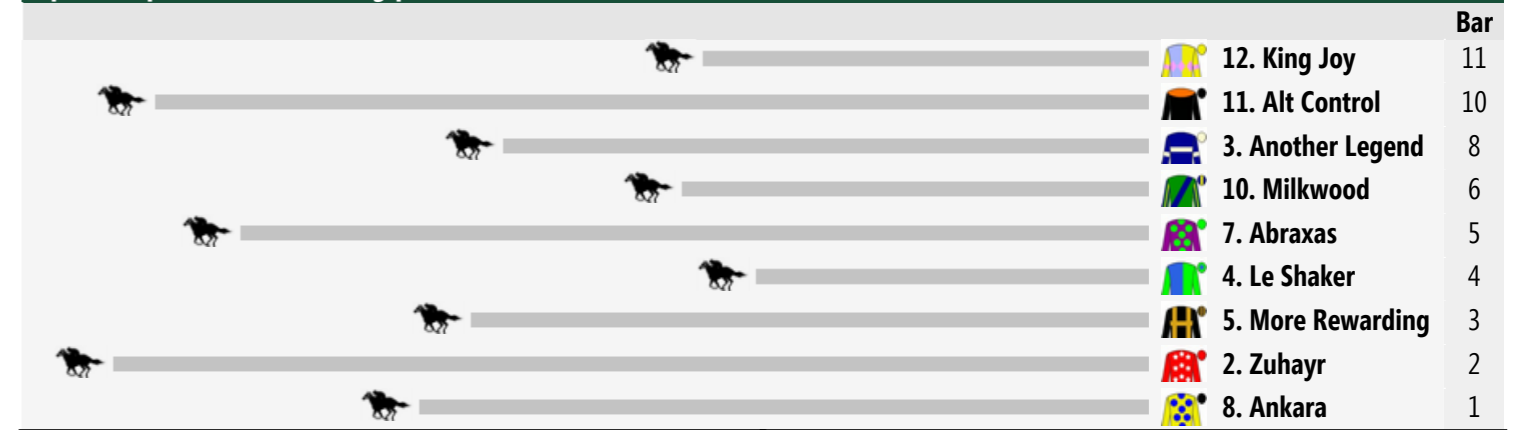 Bar
12. King Joy 11
11. Alt Control 10
3. Another Legend 8
10. Milkwood 6
7. Abraxas 5
4. Le Shaker 4
5. More Rewarding 3
2. Zuhayr 2
8. Ankara 1